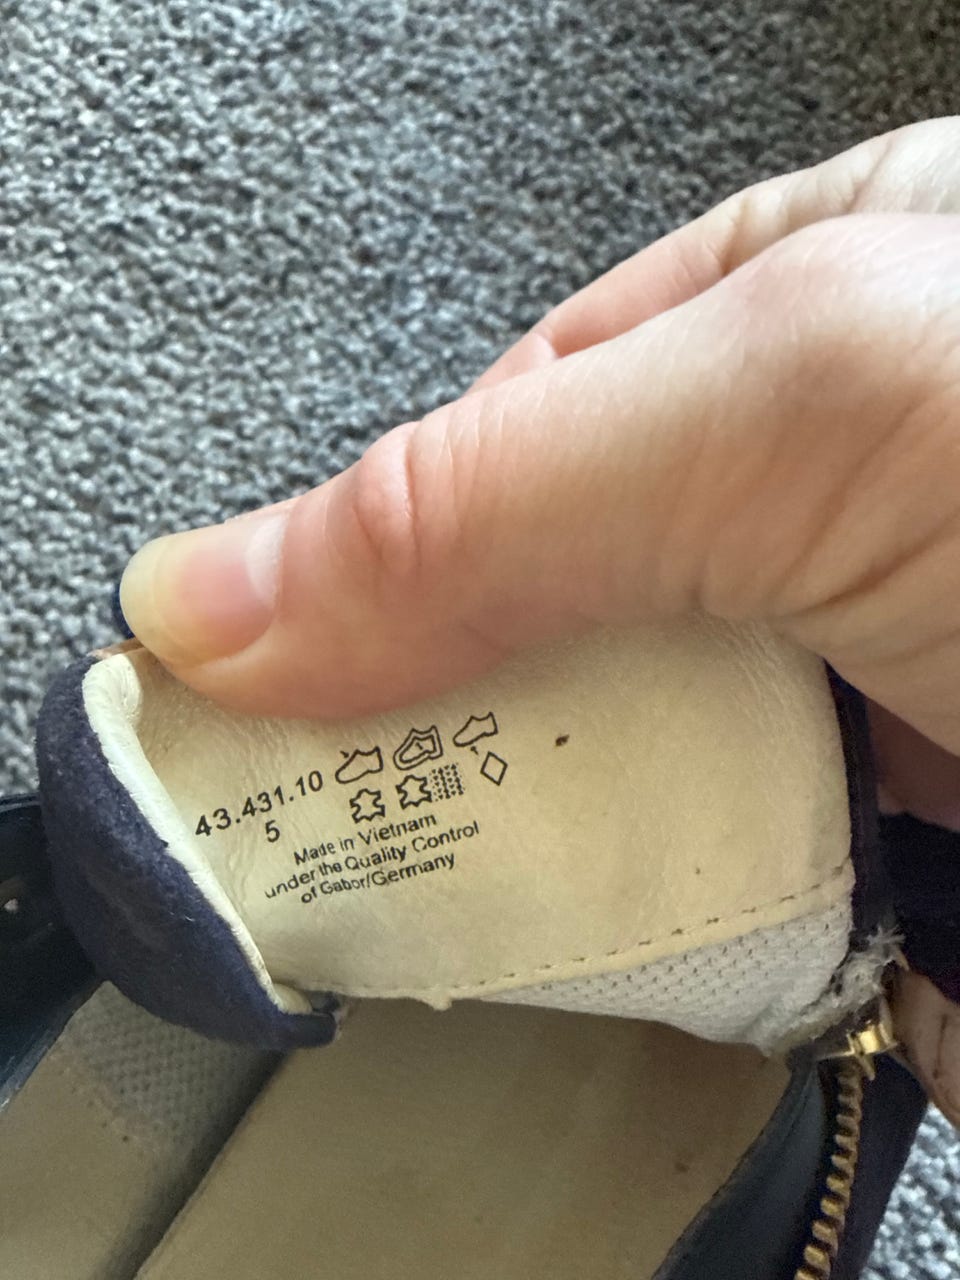 43.431.10
5
Made in Vietnam
under the Quality Control
of Gabor/Germany